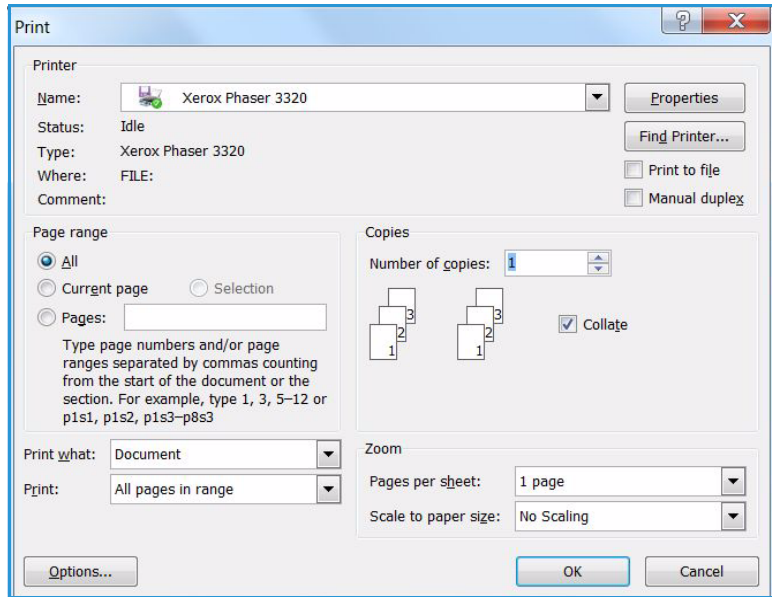 Print
Printer
Name: Xerox Phaser 3320 Properties
Status: Idle
Find Printer...
Type: Xerox Phaser 3320
Where: FILE: Print to file
Comment: Manual duplex
Page range
All
Current page Selection
Pages:
Type page numbers and/or page
ranges separated by commas counting
from the start of the document or the
section. For example, type 1, 3, 5–12 or
p1s1, p1s2, p1s3–p8s3
Copies
Number of copies: 1
3 3
2 2
1 1
Collate
Print what: Document
Print: All pages in range
Zoom
Pages per sheet: 1 page
Scale to paper size: No Scaling
Options... OK Cancel